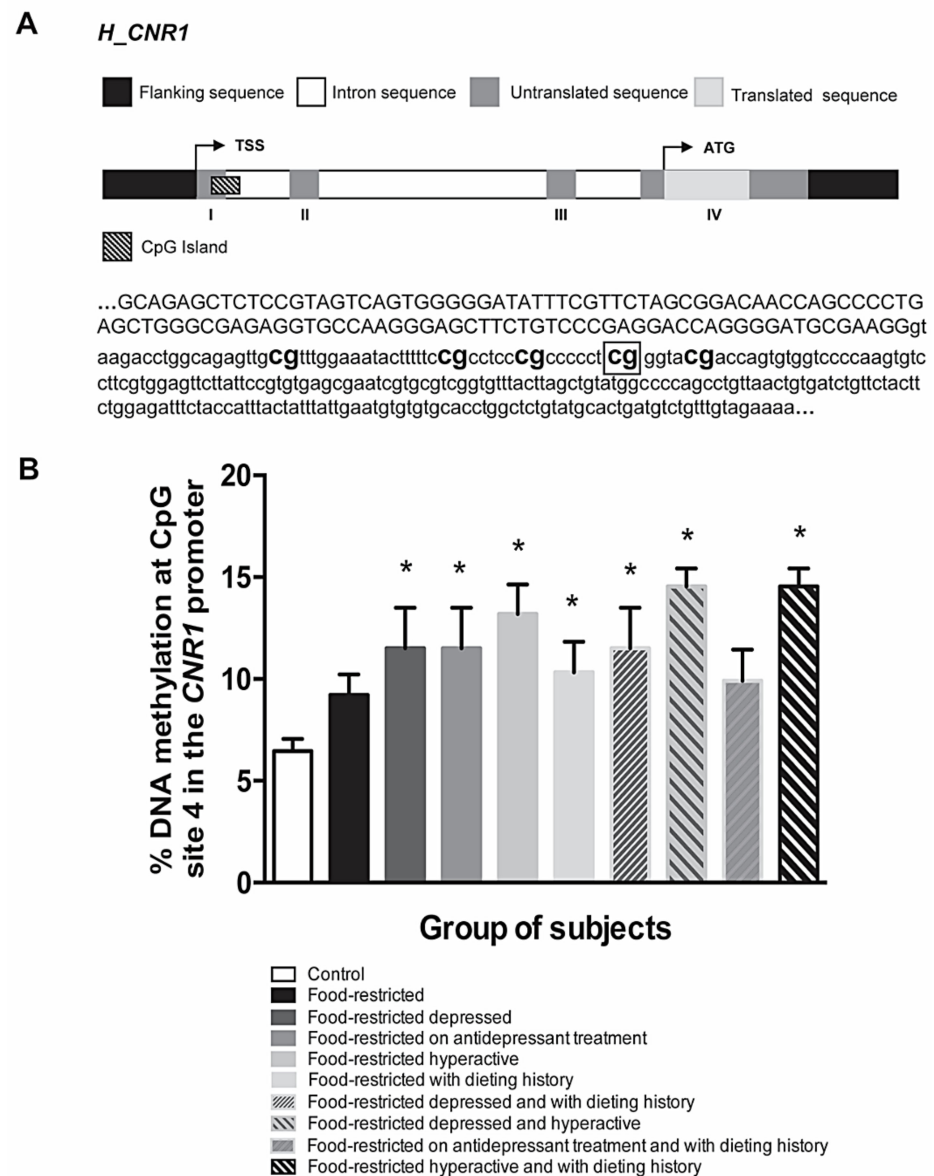 A
H_CNR1
Flanking sequence Intron sequence Untranslated sequence Translated sequence
TSS ATG
I II III IV
CpG Island
...GCAGAGCTCTCCGTAGTCAGTGGGGGATATTTCGTTCTAGCGGACAACCAGCCCCTG
AGCTGGGCGAGAGGTGCCAAGGGAGCTTCTGTCCCGAGGACCAGGGGATGCGAAGGgt
aagacctggcagagttgcgtttggaaatactttttccgcctcccgcccccctcgggtacgaccagtgtggtccccaagtgtc
cttcgtggagttcttattccgtgtgagcgaatcgtgcgtcggtgtttacttagctgtatggccccagcctgttaactgtgatctgttctactt
ctggagatttctaccatttactatttattgaatgtgtgtgcacctggctctgtatgcactgatgtctgtttgtagaaaa...
B
% DNA methylation at CpG
site 4 in the CNR1 promoter
20
15
10
5
0
* * * * * * *
Group of subjects
Control
Food-restricted
Food-restricted depressed
Food-restricted on antidepressant treatment
Food-restricted hyperactive
Food-restricted with dieting history
Food-restricted depressed and with dieting history
Food-restricted depressed and hyperactive
Food-restricted on antidepressant treatment and with dieting history
Food-restricted hyperactive and with dieting history